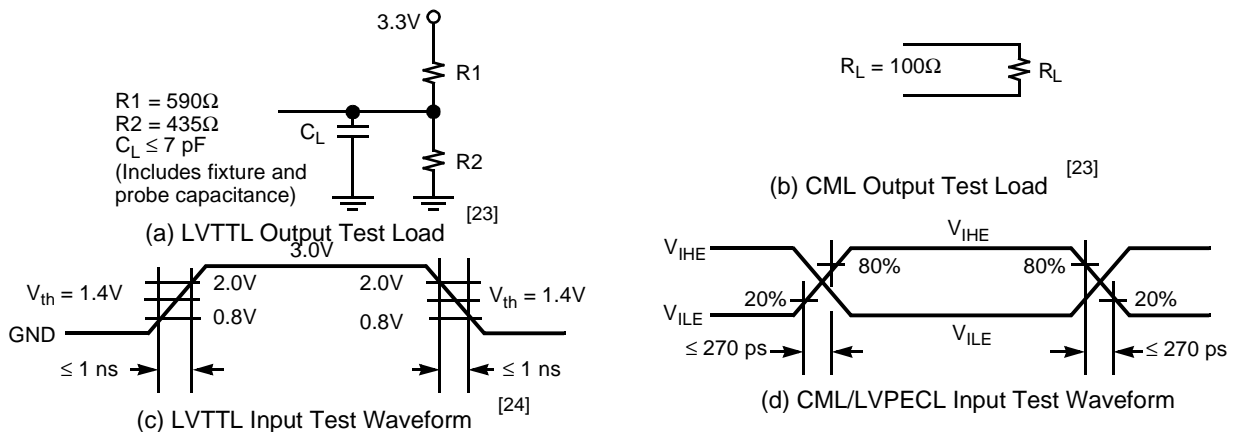 3.3V
R1
R1 = 590Ω
R2 = 435Ω
C_L ≤ 7 pF
(Includes fixture and
probe capacitance)
C_L
R2
(a) LVTTL Output Test Load [23]
R_L = 100Ω
R_L
(b) CML Output Test Load [23]
3.0V
V_th = 1.4V
2.0V
0.8V
2.0V
0.8V
V_th = 1.4V
GND
≤ 1 ns
≤ 1 ns
(c) LVTTL Input Test Waveform [24]
V_IHE
V_IHE
80%
80%
20%
20%
V_ILE
V_ILE
≤ 270 ps
≤ 270 ps
(d) CML/LVPECL Input Test Waveform